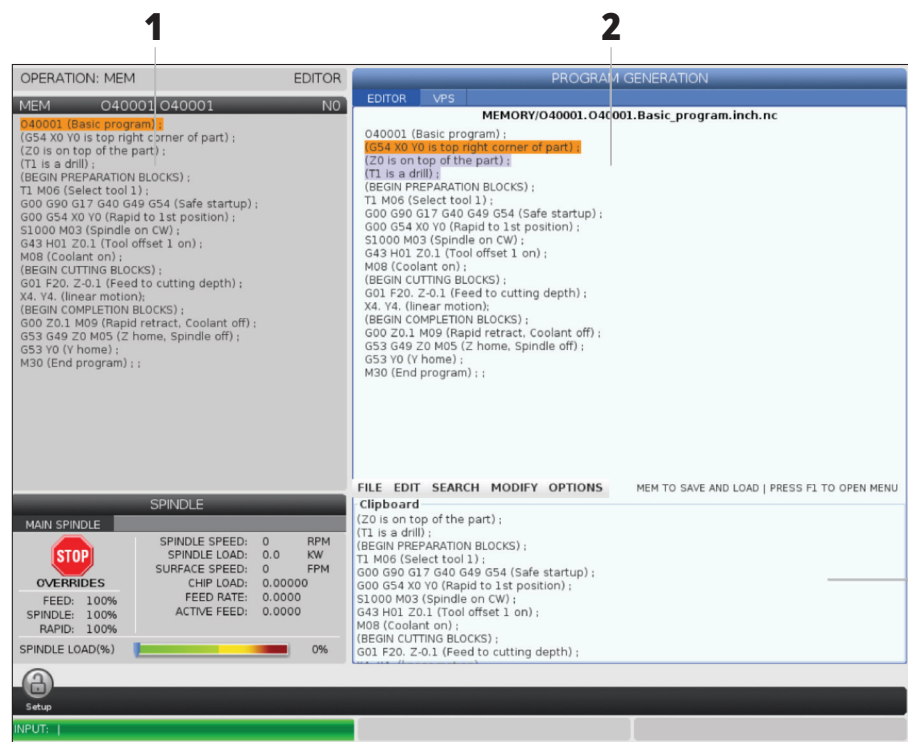 1
2
OPERATION: MEM EDITOR
MEM O40001 O40001 N0
O40001 (Basic program) ;
(G54 X0 Y0 is top right corner of part) ;
(Z0 is on top of the part) ;
(T1 is a drill) ;
(BEGIN PREPARATION BLOCKS) ;
T1 M06 (Select tool 1) ;
G00 G90 G17 G40 G49 G54 (Safe startup) ;
G00 G54 X0 Y0 (Rapid to 1st position) ;
S1000 M03 (Spindle on CW) ;
G43 H01 Z0.1 (Tool offset 1 on) ;
M08 (Coolant on) ;
(BEGIN CUTTING BLOCKS) ;
G01 F20. Z-0.1 (Feed to cutting depth) ;
X4. Y4. (linear motion);
(BEGIN COMPLETION BLOCKS) ;
G00 Z0.1 M09 (Rapid retract, Coolant off) ;
G53 G49 Z0 M05 (Z home, Spindle off) ;
G53 Y0 (Y home) ;
M30 (End program) ; ;
PROGRAM GENERATION
EDITOR VPS
MEMORY/O40001.O40001.Basic_program.inch.nc
O40001 (Basic program) ;
(G54 X0 Y0 is top right corner of part) ;
(Z0 is on top of the part) ;
(T1 is a drill) ;
(BEGIN PREPARATION BLOCKS) ;
T1 M06 (Select tool 1) ;
G00 G90 G17 G40 G49 G54 (Safe startup) ;
G00 G54 X0 Y0 (Rapid to 1st position) ;
S1000 M03 (Spindle on CW) ;
G43 H01 Z0.1 (Tool offset 1 on) ;
M08 (Coolant on) ;
(BEGIN CUTTING BLOCKS) ;
G01 F20. Z-0.1 (Feed to cutting depth) ;
X4. Y4. (linear motion);
(BEGIN COMPLETION BLOCKS) ;
G00 Z0.1 M09 (Rapid retract, Coolant off) ;
G53 G49 Z0 M05 (Z home, Spindle off) ;
G53 Y0 (Y home) ;
M30 (End program) ; ;
FILE EDIT SEARCH MODIFY OPTIONS MEM TO SAVE AND LOAD | PRESS F1 TO OPEN MENU
Clipboard
(Z0 is on top of the part) ;
(T1 is a drill) ;
(BEGIN PREPARATION BLOCKS) ;
T1 M06 (Select tool 1) ;
G00 G90 G17 G40 G49 G54 (Safe startup) ;
G00 G54 X0 Y0 (Rapid to 1st position) ;
S1000 M03 (Spindle on CW) ;
G43 H01 Z0.1 (Tool offset 1 on) ;
M08 (Coolant on) ;
(BEGIN CUTTING BLOCKS) ;
G01 F20. Z-0.1 (Feed to cutting depth) ;
SPINDLE
MAIN SPINDLE
STOP
OVERRIDES
FEED: 100%
SPINDLE: 100%
RAPID: 100%
SPINDLE SPEED: 0 RPM
SPINDLE LOAD: 0.0 KW
SURFACE SPEED: 0 FPM
CHIP LOAD: 0.00000
FEED RATE: 0.0000
ACTIVE FEED: 0.0000
SPINDLE LOAD(%) 0%
Setup
INPUT: |